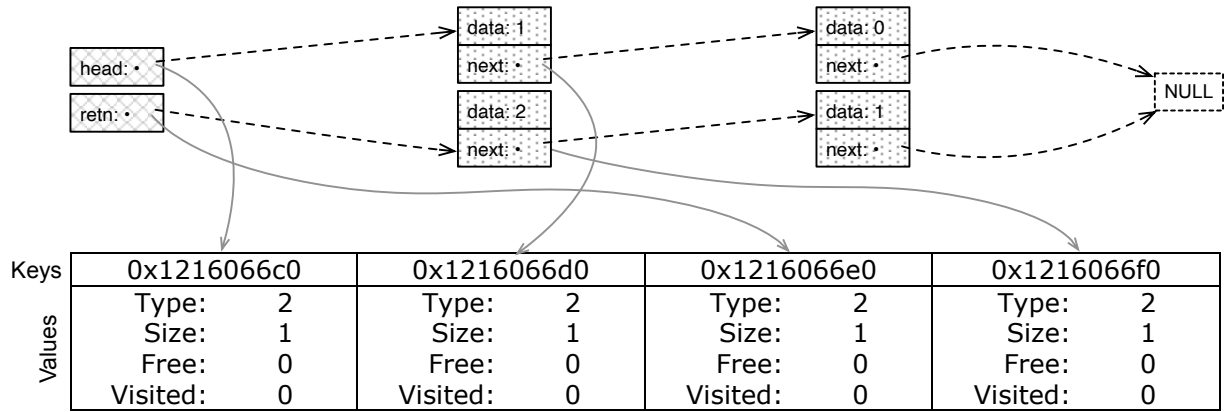 data: 1
data: 0
head: •
next: •
next: •
NULL
retn: •
data: 2
data: 1
next: •
next: •
Keys 0x1216066c0 0x1216066d0 0x1216066e0 0x1216066f0
Values
Type: 2 Type: 2 Type: 2 Type: 2
Size: 1 Size: 1 Size: 1 Size: 1
Free: 0 Free: 0 Free: 0 Free: 0
Visited: 0 Visited: 0 Visited: 0 Visited: 0